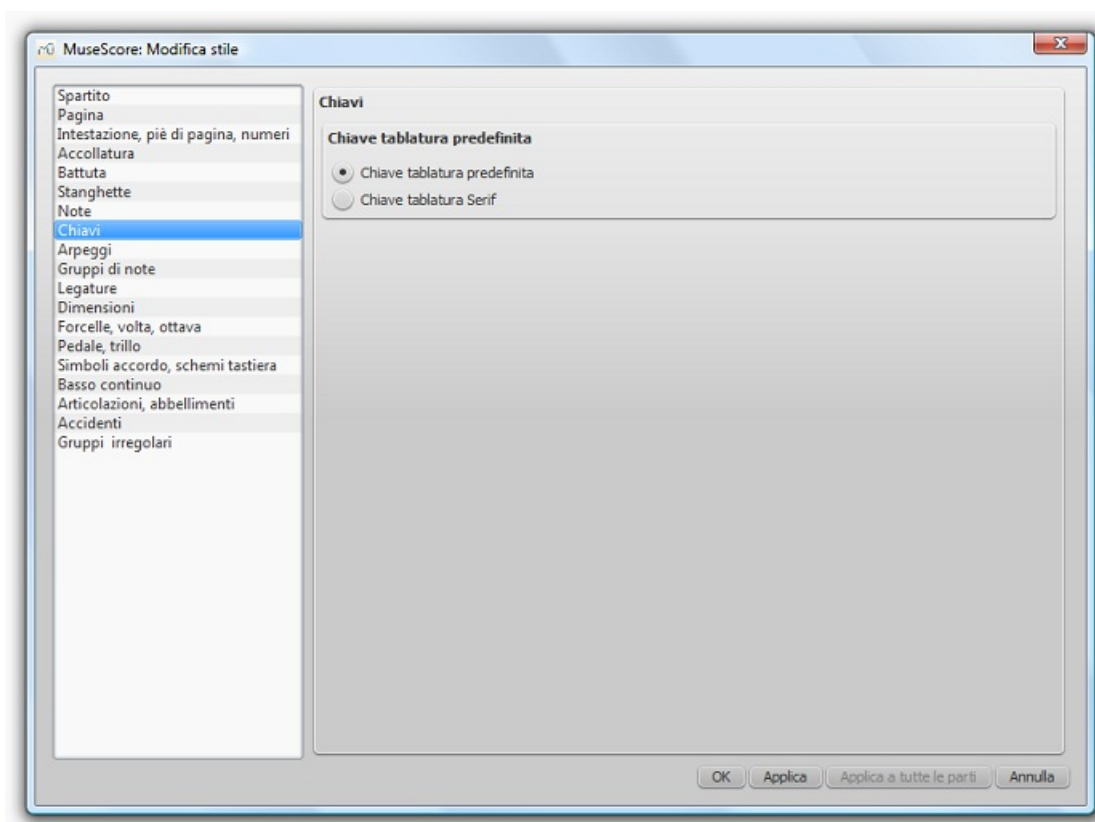 MuseScore: Modifica stile
Spartito
Pagina
Intestazione, piè di pagina, numeri
Accollatura
Battuta
Stanghette
Note
Chiavi
Arpeggi
Gruppi di note
Legature
Dimensioni
Forcelle, volta, ottava
Pedale, trillo
Simboli accordo, schemi tastiera
Basso continuo
Articolazioni, abbellimenti
Accidenti
Gruppi irregolari
Chiavi
Chiave tablatura predefinita
Chiave tablatura predefinita
Chiave tablatura Serif
OK Applica Applica a tutte le parti Annulla